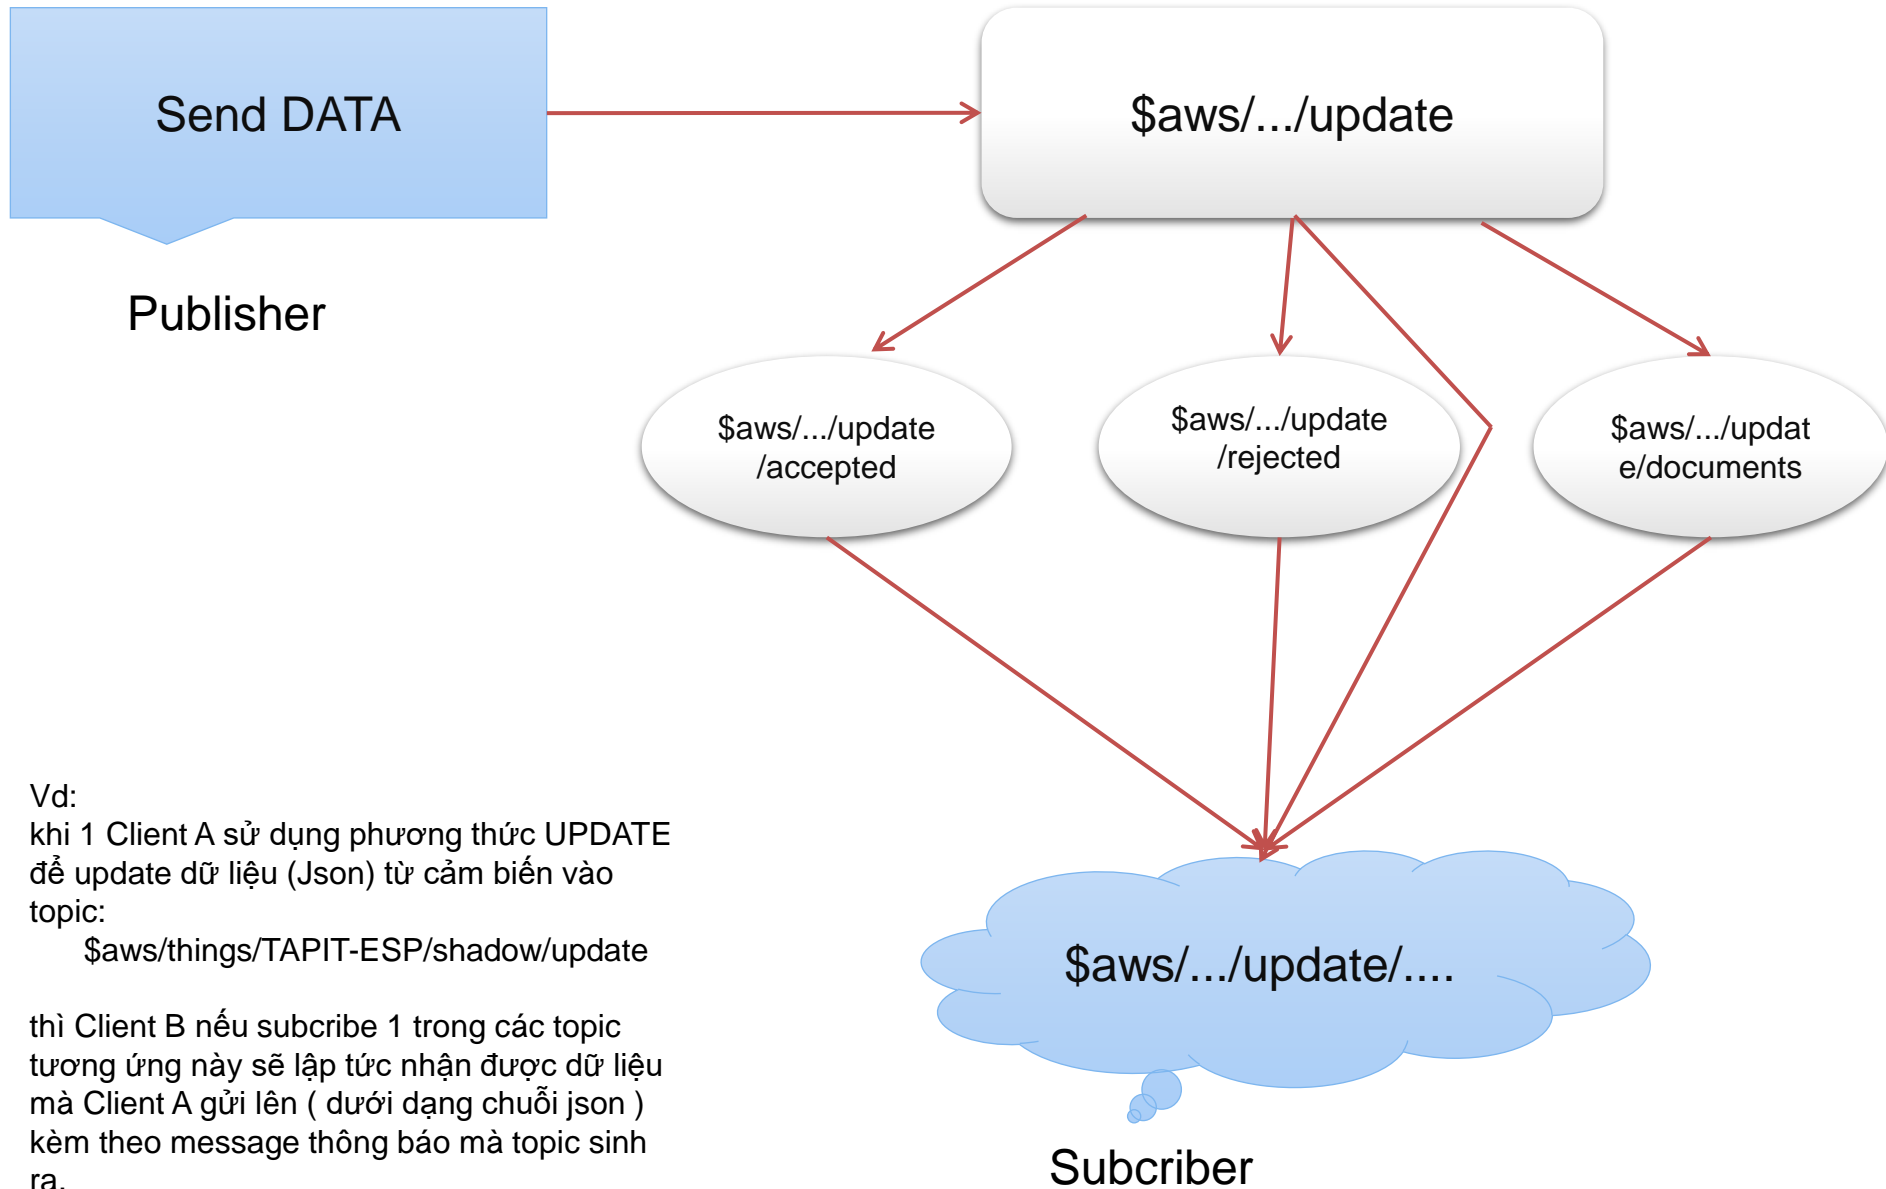 Send DATA
$aws/.../update
Publisher
$aws/.../update
/accepted
$aws/.../update
/rejected
$aws/.../updat
e/documents
Vd:
khi 1 Client A sử dụng phương thức UPDATE
để update dữ liệu (Json) từ cảm biến vào
topic:
$aws/things/TAPIT-ESP/shadow/update
thì Client B nếu subcribe 1 trong các topic
tương ứng này sẽ lập tức nhận được dữ liệu
mà Client A gửi lên ( dưới dạng chuỗi json )
kèm theo message thông báo mà topic sinh
ra.
$aws/.../update/....
Subcriber